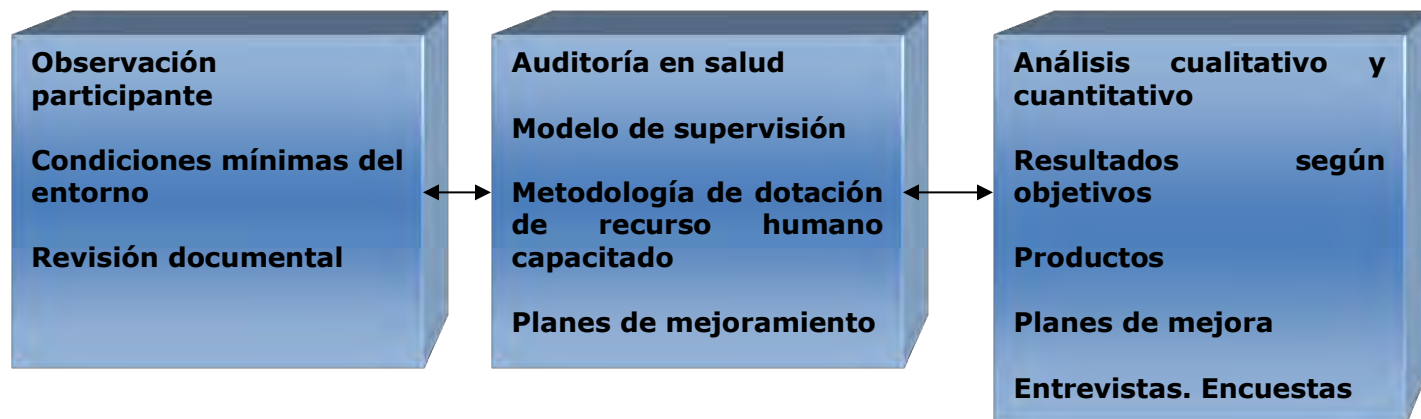 Observación
participante
Condiciones mínimas del
entorno
Revisión documental
Auditoría en salud
Modelo de supervisión
Metodología de dotación
de recurso humano
capacitado
Planes de mejoramiento
Análisis cualitativo y
cuantitativo
Resultados según
objetivos
Productos
Planes de mejora
Entrevistas. Encuestas